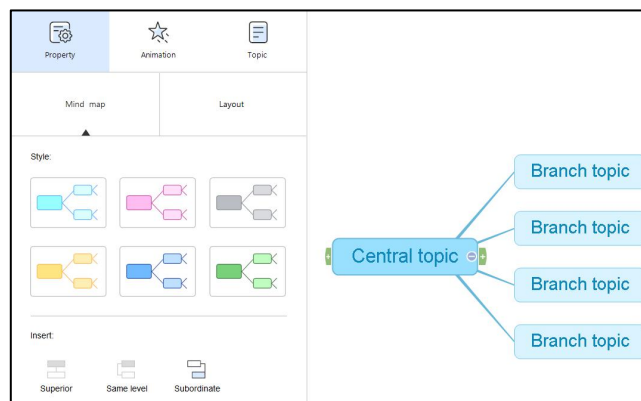 Property Animation Topic
Mind map Layout
Style:
Insert:
Superior Same level Subordinate
Central topic
Branch topic
Branch topic
Branch topic
Branch topic